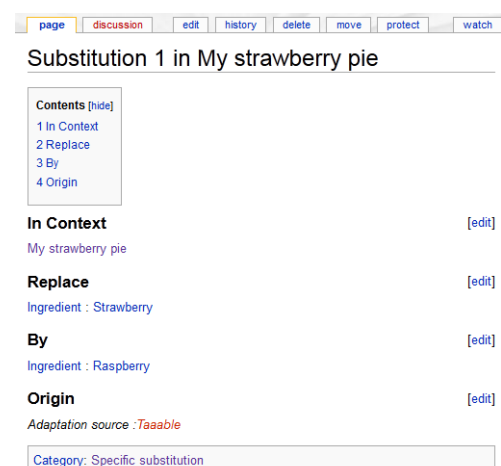 page discussion edit history delete move protect watch
Substitution 1 in My strawberry pie
Contents [hide]
1 In Context
2 Replace
3 By
4 Origin
In Context [edit]
My strawberry pie
Replace [edit]
Ingredient : Strawberry
By [edit]
Ingredient : Raspberry
Origin [edit]
Adaptation source :Taaable
Category: Specific substitution